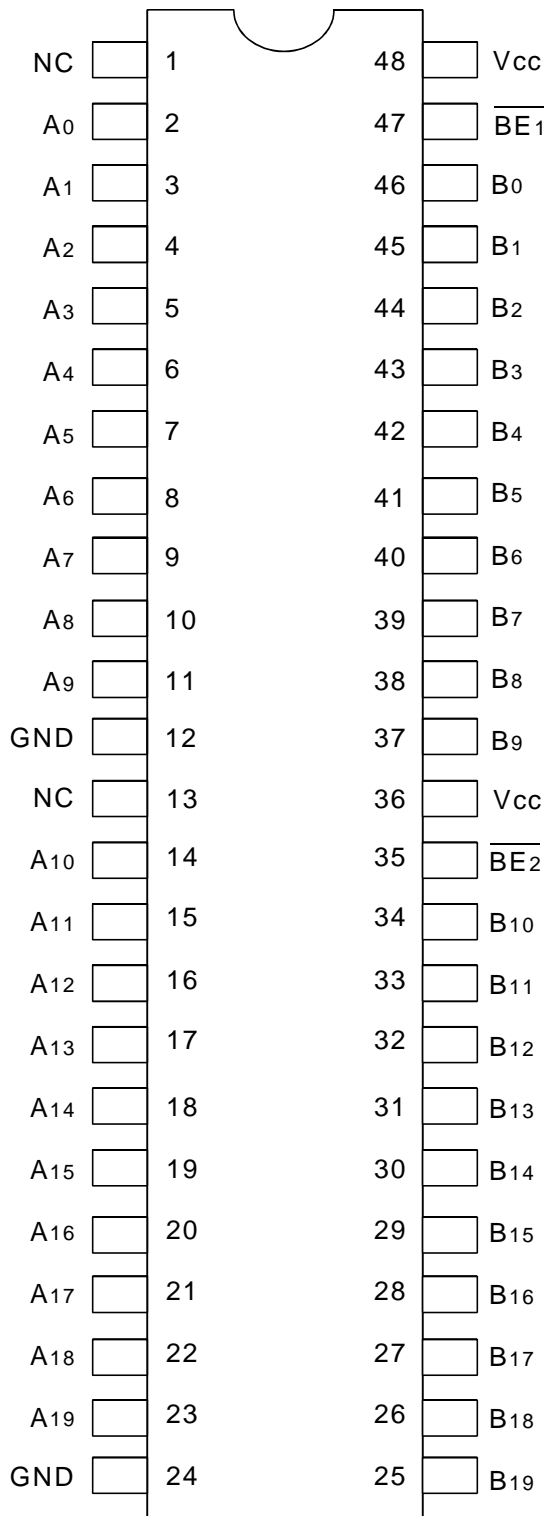 NC 1 48 Vcc
A0 2 47 BE1
A1 3 46 B0
A2 4 45 B1
A3 5 44 B2
A4 6 43 B3
A5 7 42 B4
A6 8 41 B5
A7 9 40 B6
A8 10 39 B7
A9 11 38 B8
GND 12 37 B9
NC 13 36 Vcc
A10 14 35 BE2
A11 15 34 B10
A12 16 33 B11
A13 17 32 B12
A14 18 31 B13
A15 19 30 B14
A16 20 29 B15
A17 21 28 B16
A18 22 27 B17
A19 23 26 B18
GND 24 25 B19